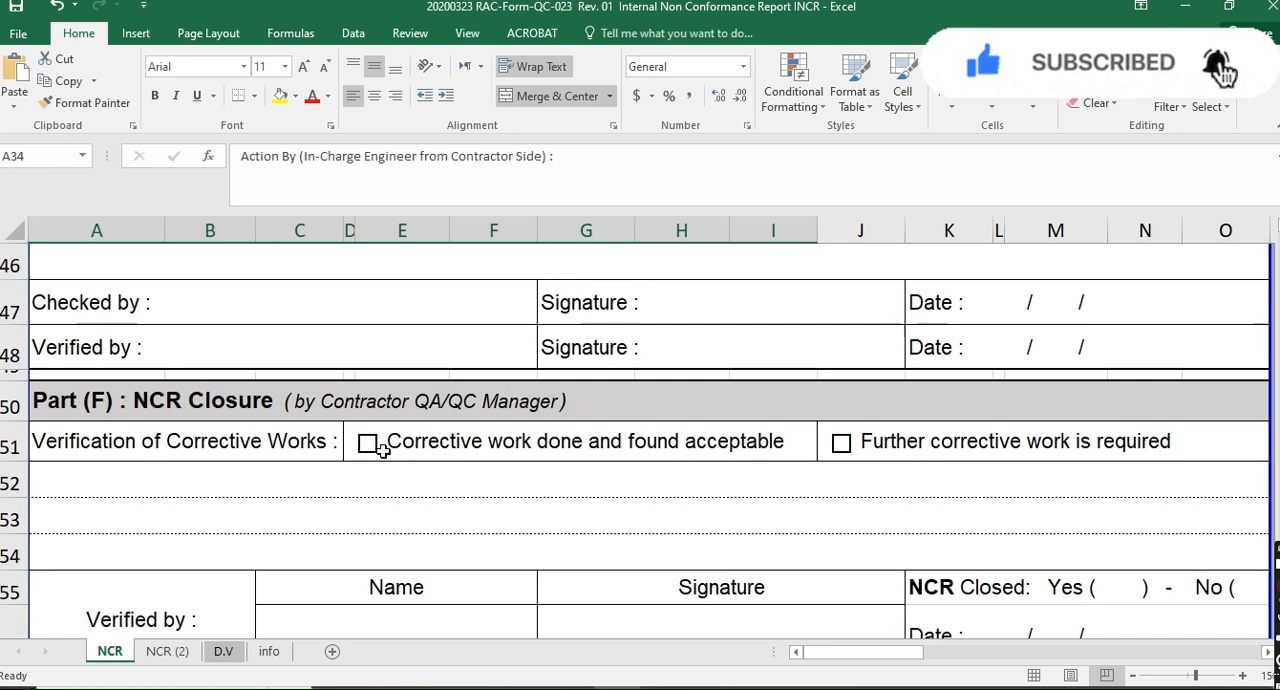 20200323 RAC-Form-QC-023 Rev. 01 Internal Non Conformance Report INCR - Excel
File Home Insert Page Layout Formulas Data Review View ACROBAT Tell me what you want to do...
SUBSCRIBED
Paste
Cut
Copy
Format Painter
Clipboard
Arial 11
B I U
Font
Wrap Text
Merge & Center
Alignment
General
$ % ,
Number
Conditional Formatting
Format as Table
Cell Styles
Styles
Cells
Clear
Filter Select
Editing
A34 fx Action By (In-Charge Engineer from Contractor Side) :
A B C D E F G H I J K L M N O
46
47 Checked by : Signature : Date : / /
48 Verified by : Signature : Date : / /
50 Part (F) : NCR Closure (by Contractor QA/QC Manager)
51 Verification of Corrective Works : Corrective work done and found acceptable Further corrective work is required
52
53
54
55 Name Signature NCR Closed: Yes ( ) - No (
Verified by : Date : / /
NCR NCR (2) D.V info
Ready